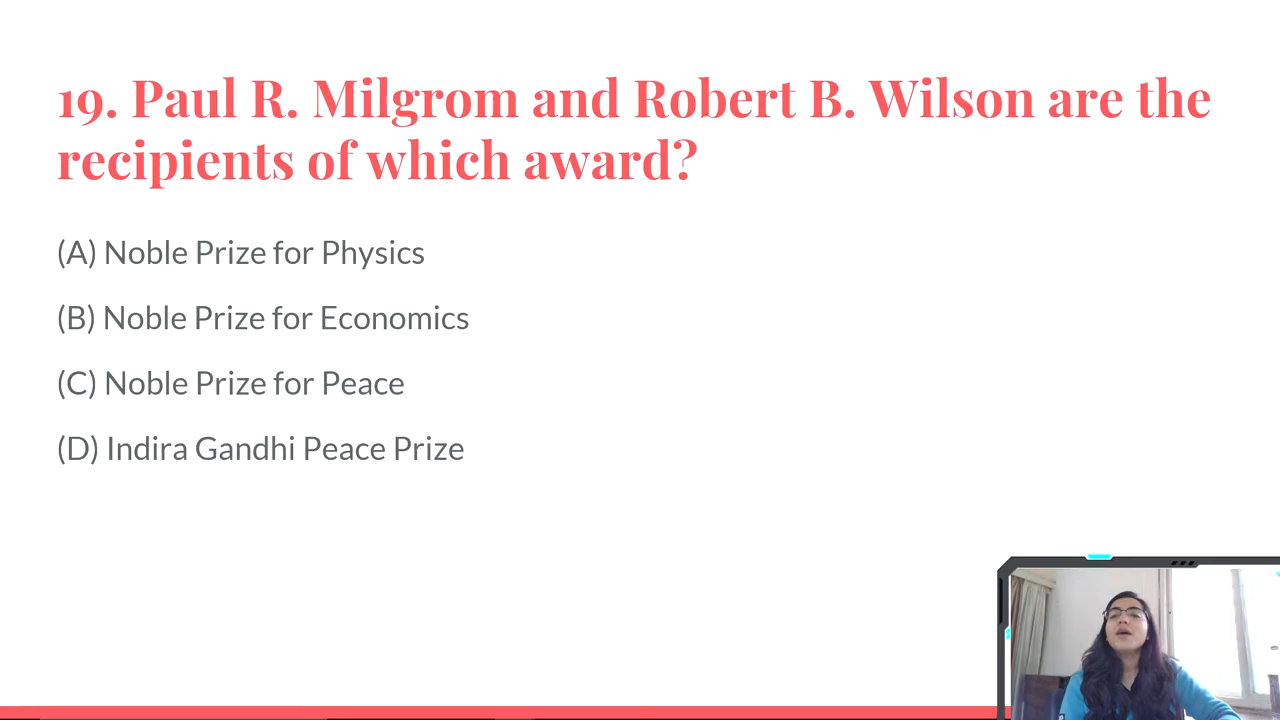 19. Paul R. Milgrom and Robert B. Wilson are the
recipients of which award?
(A) Noble Prize for Physics
(B) Noble Prize for Economics
(C) Noble Prize for Peace
(D) Indira Gandhi Peace Prize